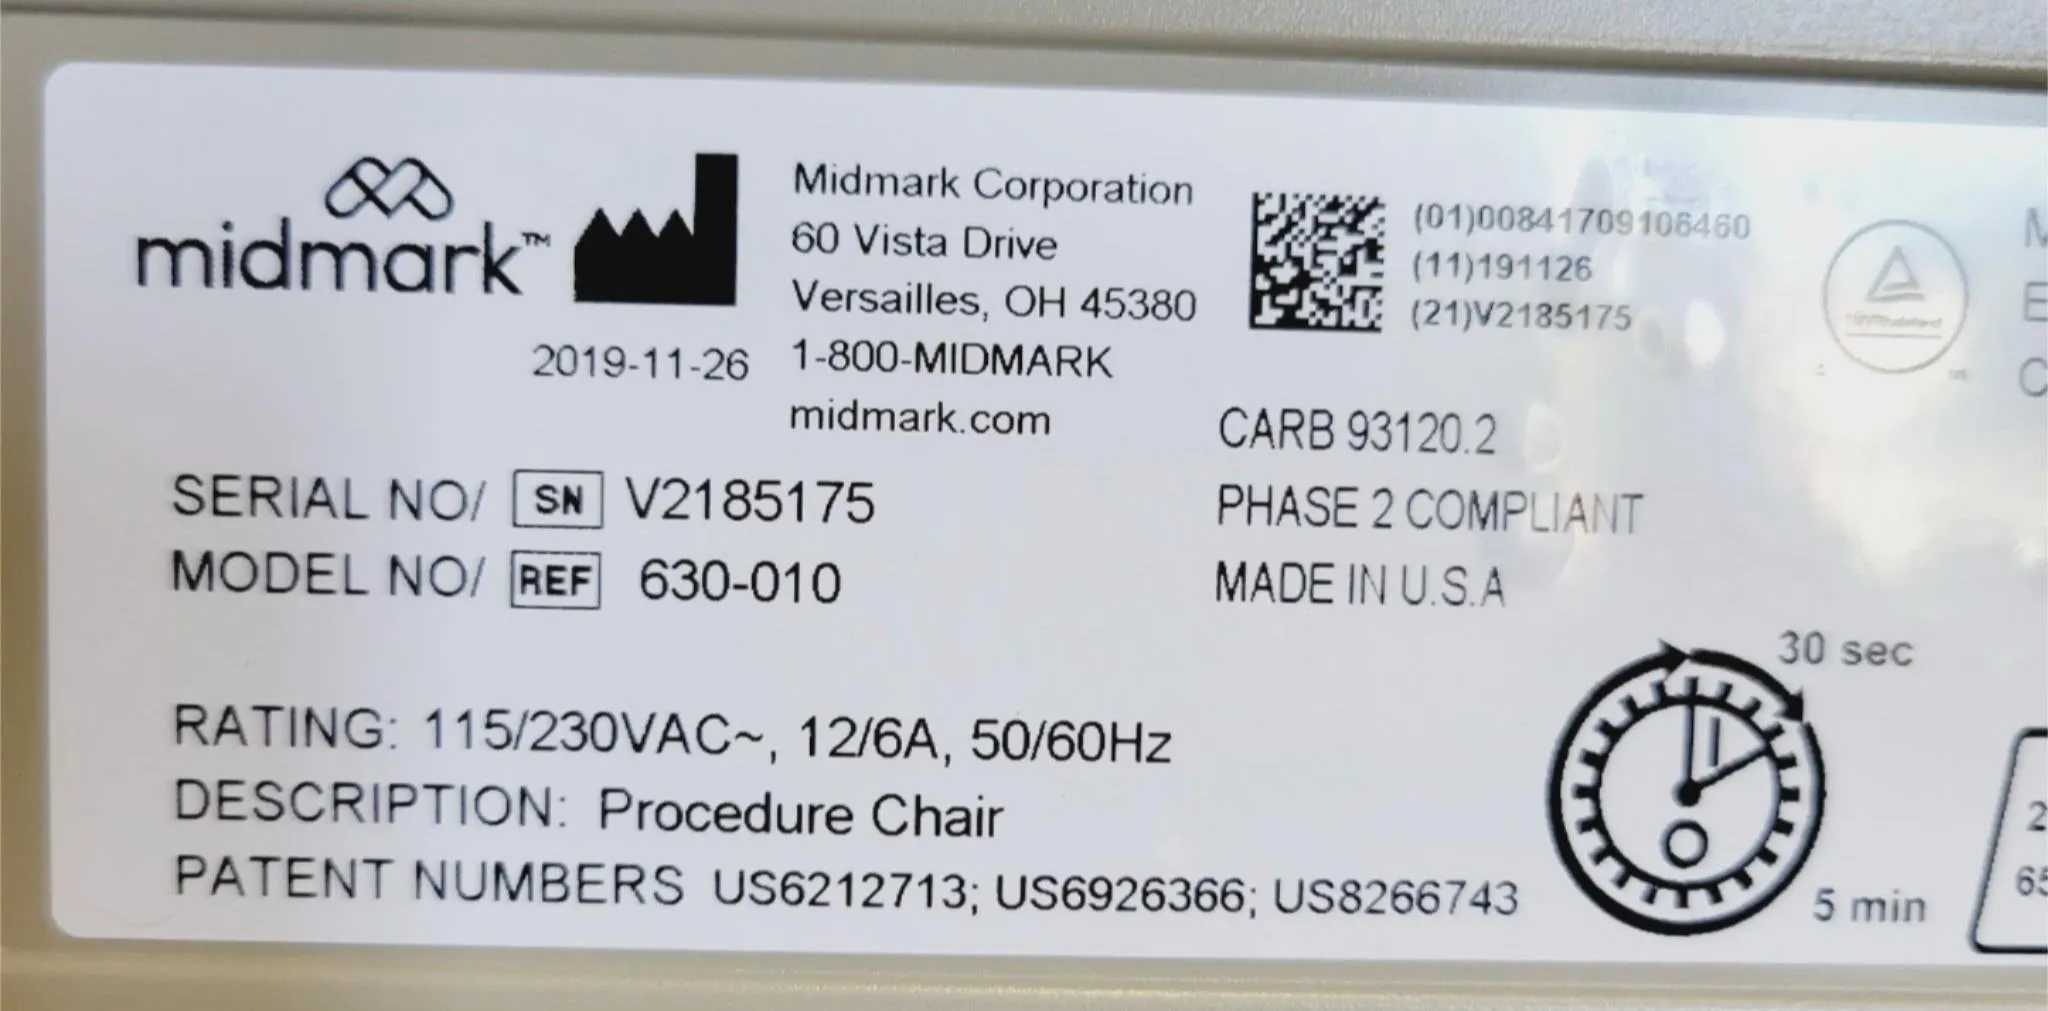 midmark™
2019-11-26
Midmark Corporation
60 Vista Drive
Versailles, OH 45380
1-800-MIDMARK
midmark.com
(01)00841709106460
(11)191126
(21)V2185175
CARB 93120.2
PHASE 2 COMPLIANT
MADE IN U.S.A
SERIAL NO/ SN V2185175
MODEL NO/ REF 630-010
RATING: 115/230VAC~, 12/6A, 50/60Hz
DESCRIPTION: Procedure Chair
PATENT NUMBERS US6212713; US6926366; US8266743
30 sec
5 min